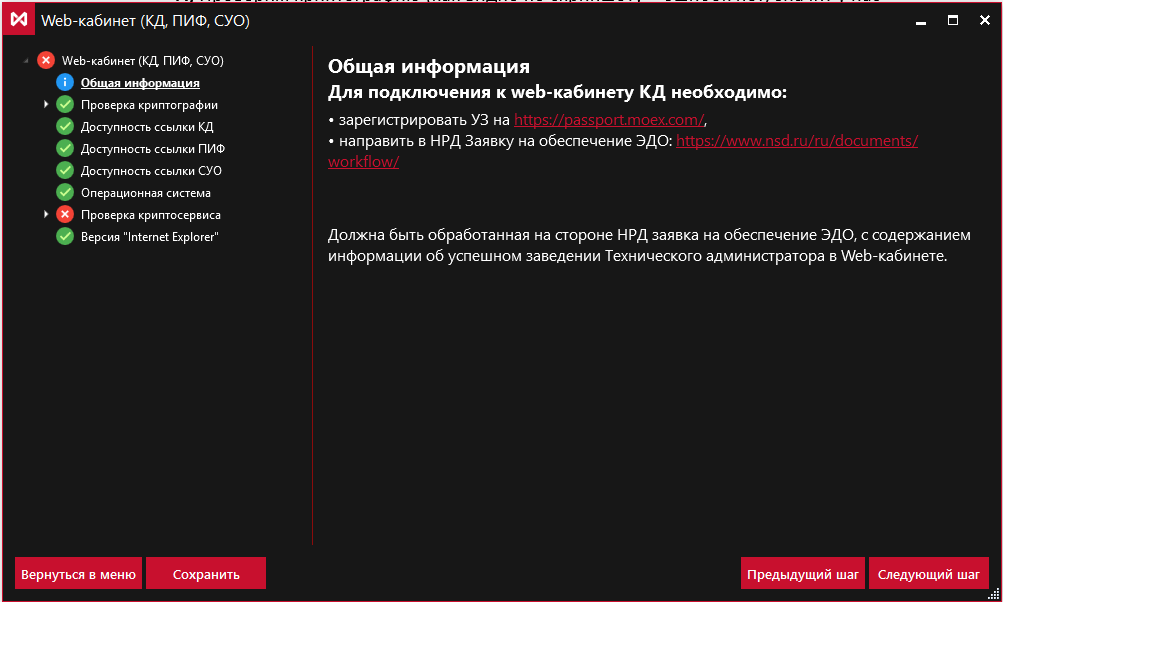 Web-кабинет (КД, ПИФ, СУО)
Web-кабинет (КД, ПИФ, СУО)
Общая информация
Проверка криптографии
Доступность ссылки КД
Доступность ссылки ПИФ
Доступность ссылки СУО
Операционная система
Проверка криптосервиса
Версия "Internet Explorer"
Общая информация
Для подключения к web-кабинету КД необходимо:
• зарегистрировать УЗ на https://passport.moex.com/,
• направить в НРД Заявку на обеспечение ЭДО: https://www.nsd.ru/ru/documents/
workflow/
Должна быть обработанная на стороне НРД заявка на обеспечение ЭДО, с содержанием
информации об успешном заведении Технического администратора в Web-кабинете.
Вернуться в меню
Сохранить
Предыдущий шаг
Следующий шаг